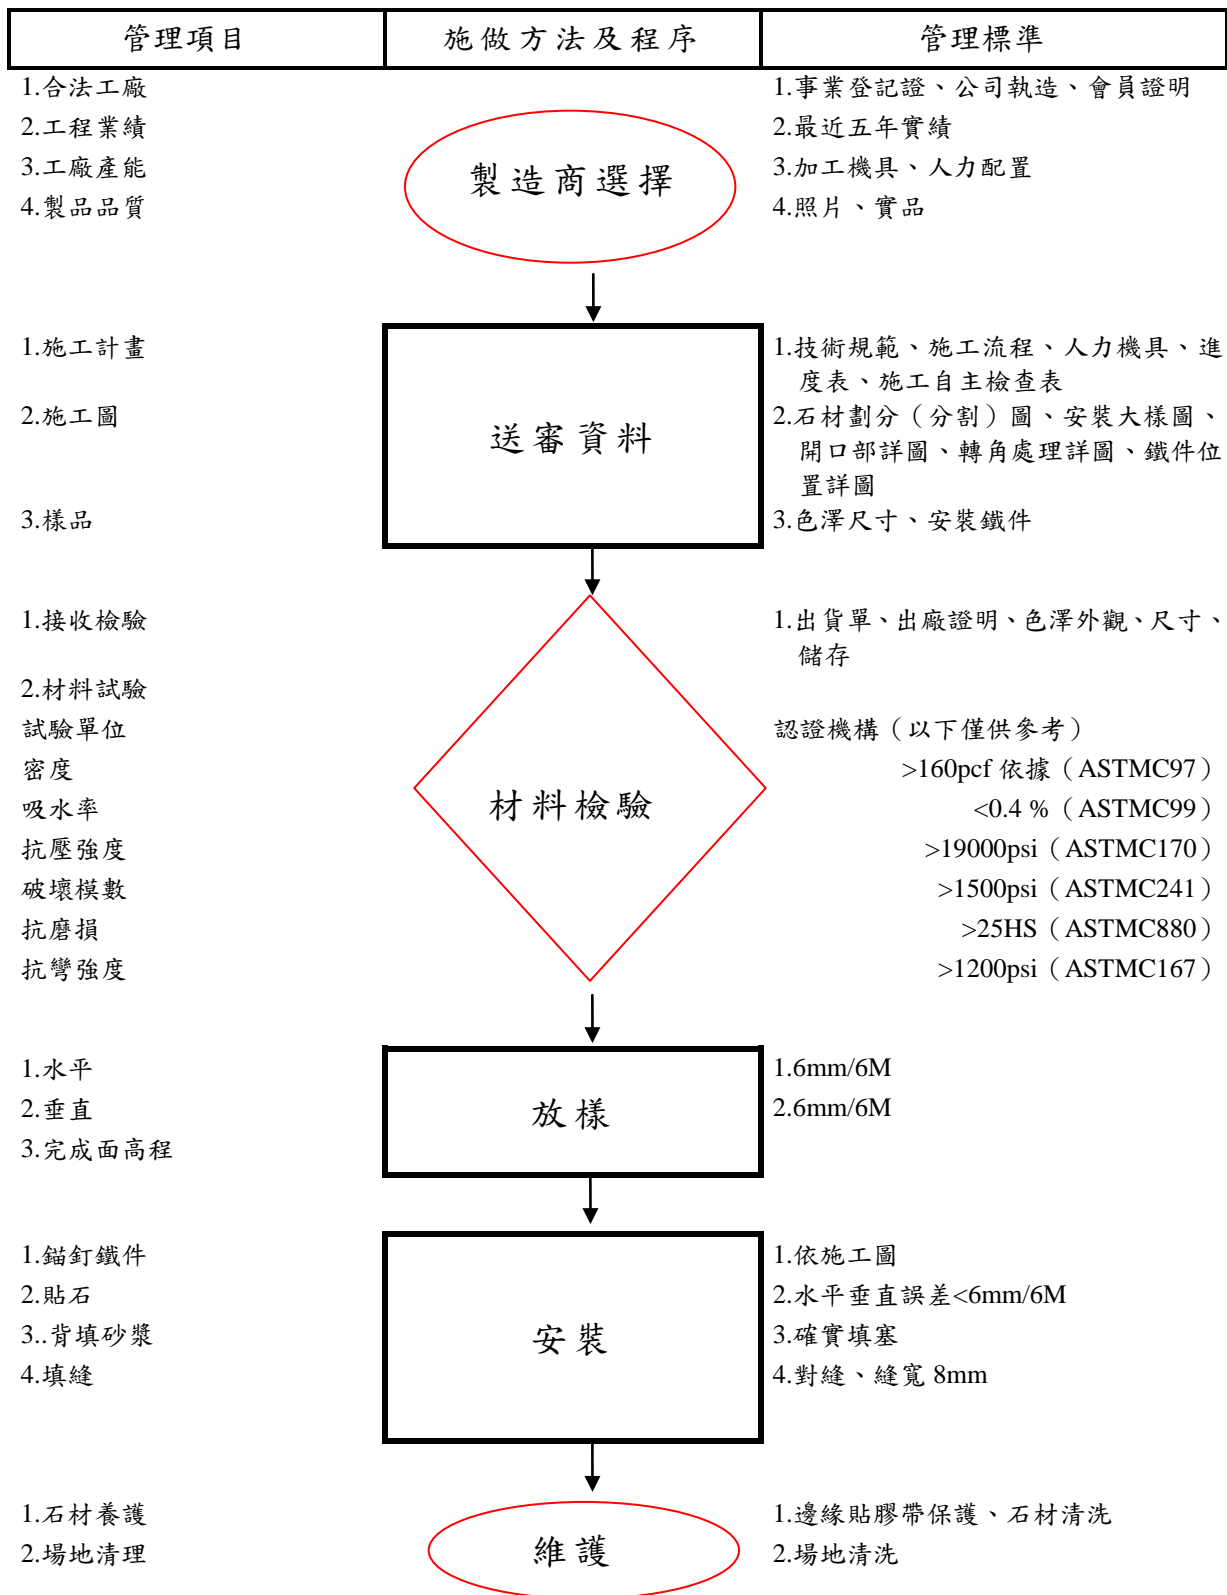 管理項目 施做方法及程序 管理標準
1.合法工廠 1.事業登記證、公司執造、會員證明
2.工程業績 2.最近五年實績
3.工廠產能 製造商選擇 3.加工機具、人力配置
4.製品品質 4.照片、實品
1.施工計畫 1.技術規範、施工流程、人力機具、進
度表、施工自主檢查表
2.施工圖 送審資料 2.石材劃分（分割）圖、安裝大樣圖、
開口部詳圖、轉角處理詳圖、鐵件位
置詳圖
3.樣品 3.色澤尺寸、安裝鐵件
1.接收檢驗 1.出貨單、出廠證明、色澤外觀、尺寸、
儲存
2.材料試驗
試驗單位 認證機構（以下僅供參考）
密度 >160pcf 依據（ASTMC97）
吸水率 材料檢驗 <0.4 %（ASTMC99）
抗壓強度 >19000psi（ASTMC170）
破壞模數 >1500psi（ASTMC241）
抗磨損 >25HS（ASTMC880）
抗彎強度 >1200psi（ASTMC167）
1.水平 1.6mm/6M
2.垂直 放樣 2.6mm/6M
3.完成面高程
1.錨釘鐵件 1.依施工圖
2.貼石 2.水平垂直誤差<6mm/6M
3..背填砂漿 安裝 3.確實填塞
4.填縫 4.對縫、縫寬 8mm
1.石材養護 1.邊緣貼膠帶保護、石材清洗
2.場地清理 維護 2.場地清洗